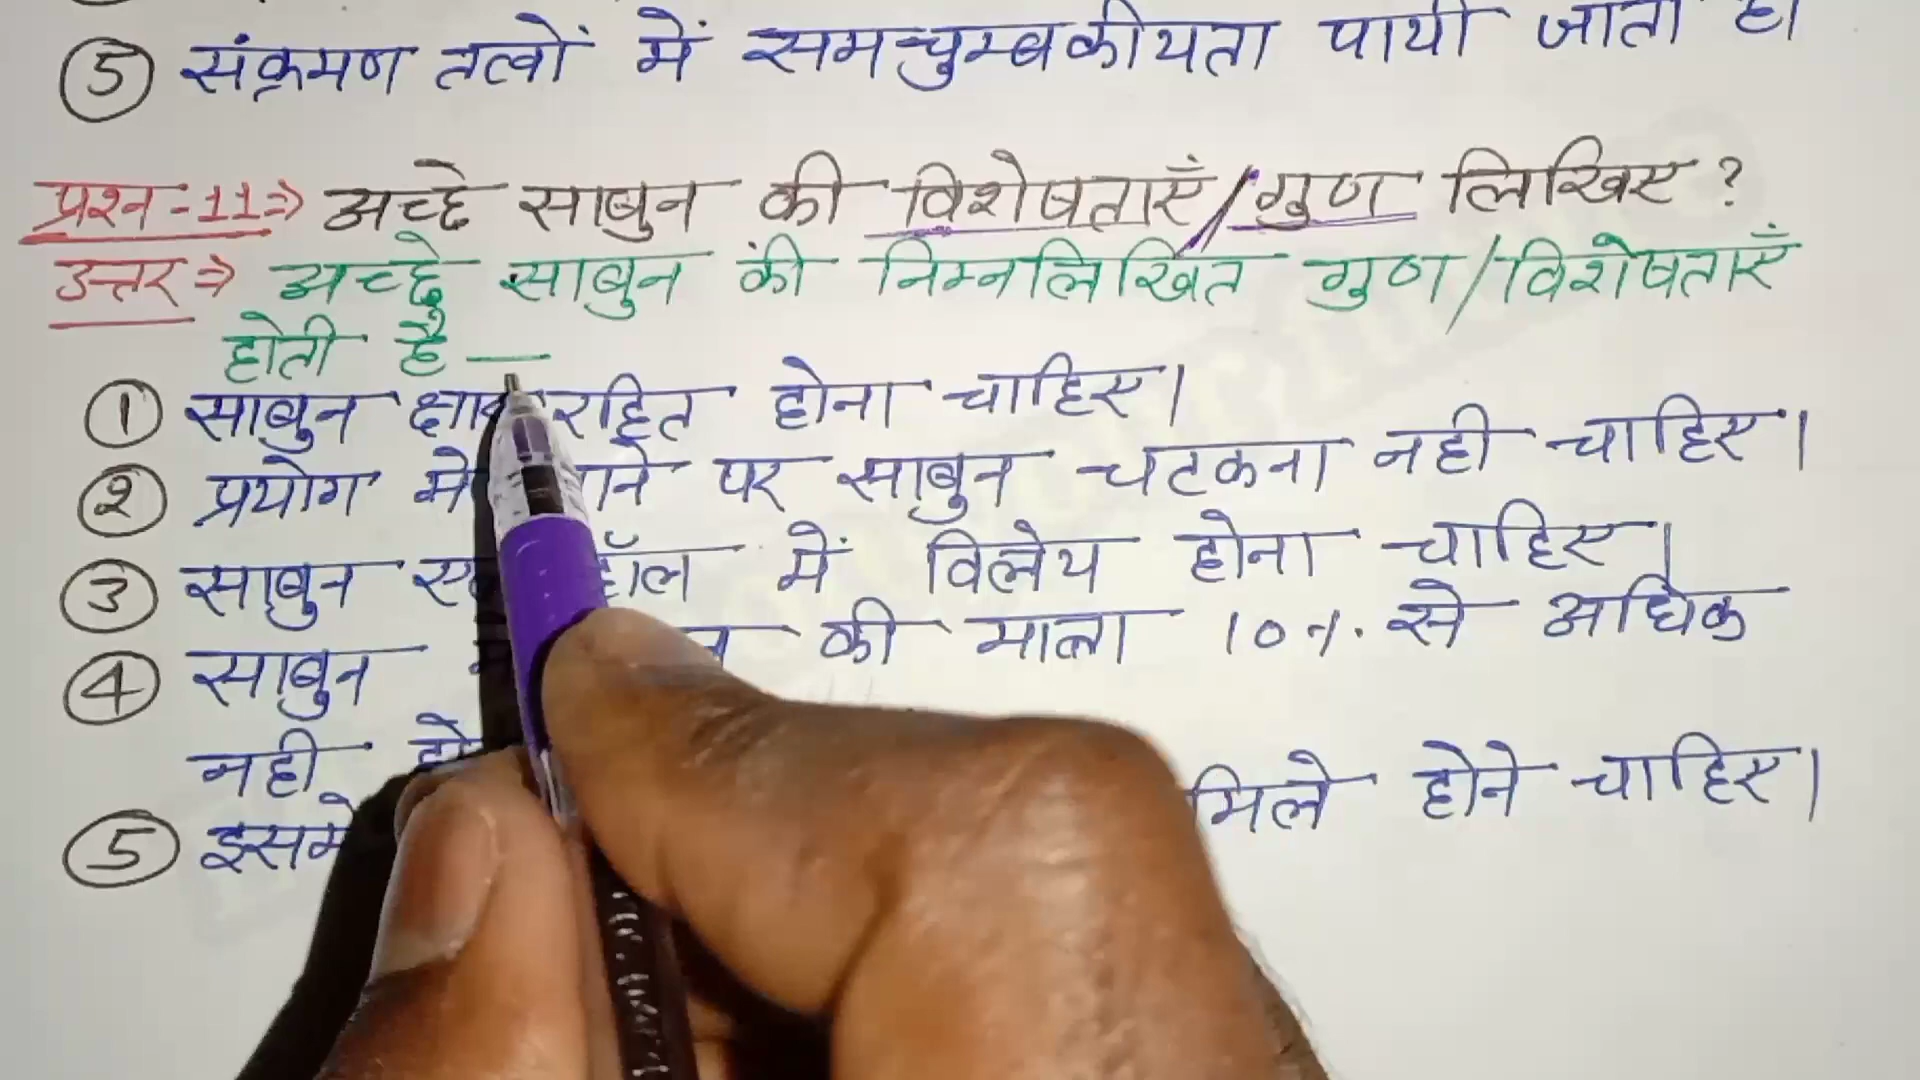 ⑤ संक्रमण तत्वों में समचुम्बकीयता पायी जाती है।
प्रश्न-11⇒ अच्छे साबुन की विशेषताएँ/गुण लिखिए?
उत्तर⇒ अच्छे साबुन की निम्नलिखित गुण/विशेषताएँ
होती है —
① साबुन रहित होना चाहिए।
② प्रयोग में पर साबुन चटकना नही चाहिए।
③ साबुन में विलेय होना चाहिए।
④ साबुन की मात्रा 10%. से अधिक
नही
⑤ इसमे मिले होने चाहिए।